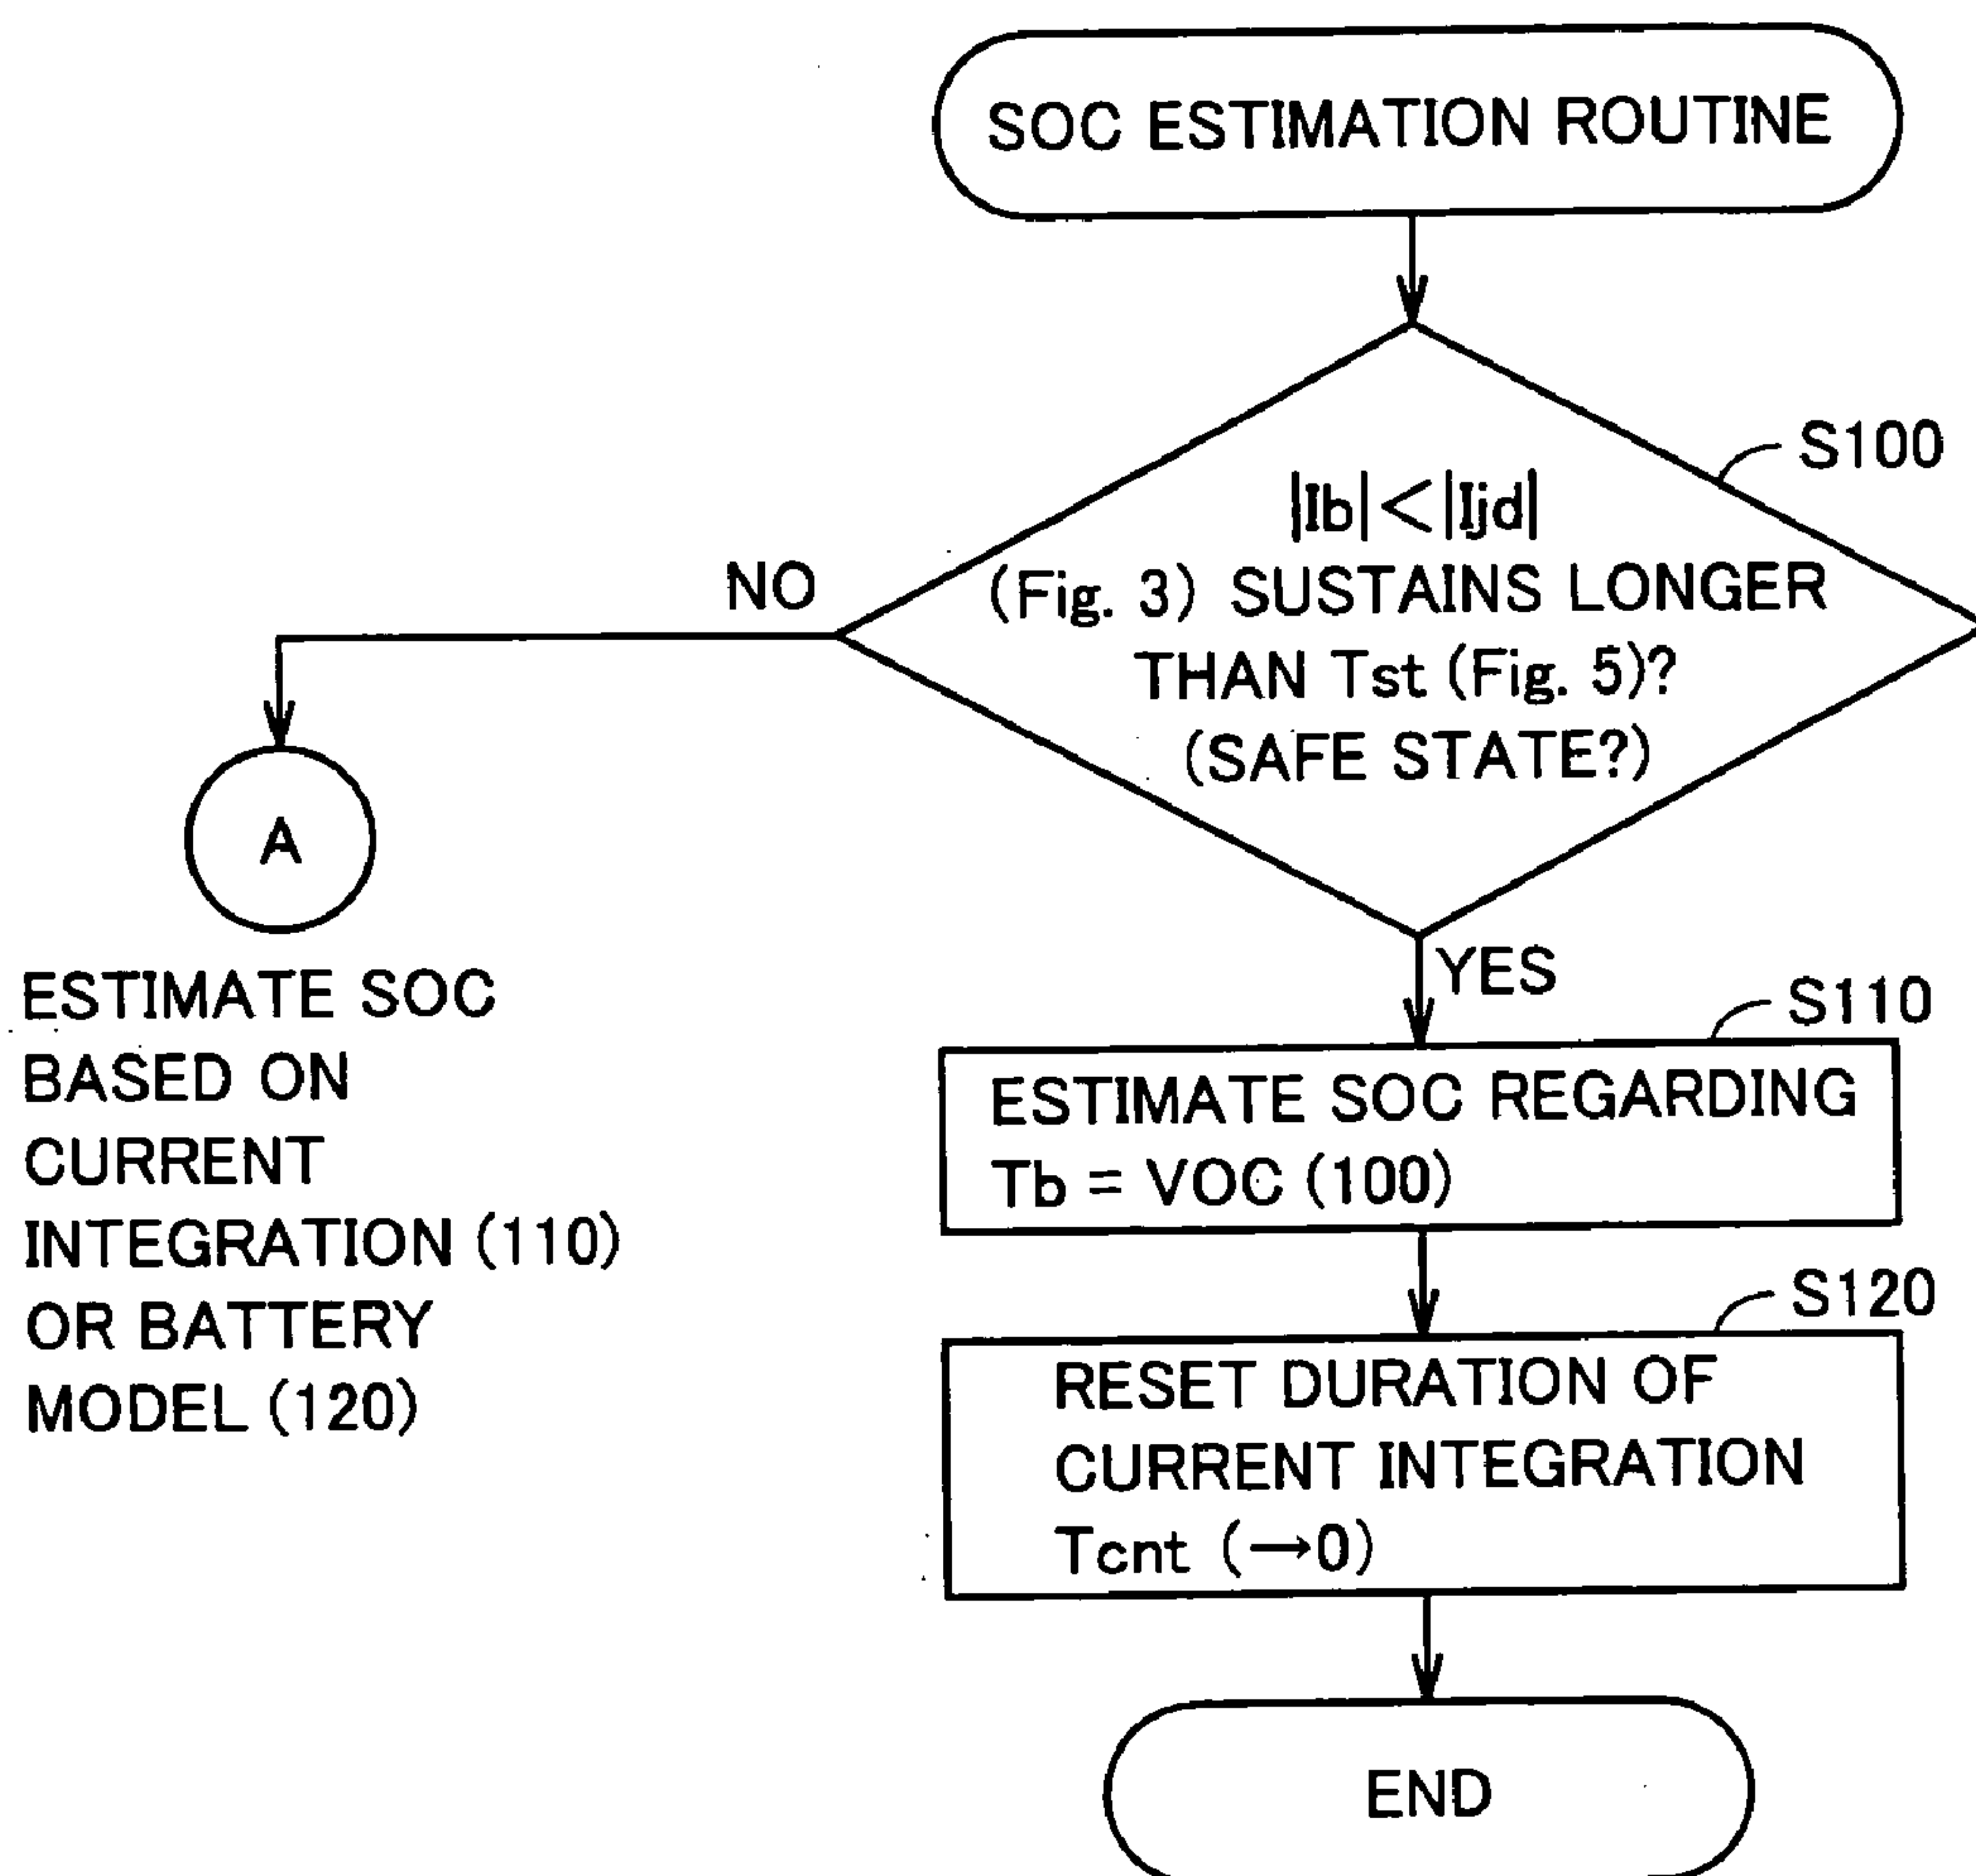 SOC ESTIMATION ROUTINE
S100
|Ib|<|Ijd|
(Fig. 3) SUSTAINS LONGER
THAN Tst (Fig. 5)?
(SAFE STATE?)
NO
A
ESTIMATE SOC
BASED ON
CURRENT
INTEGRATION (110)
OR BATTERY
MODEL (120)
YES
S110
ESTIMATE SOC REGARDING
Tb = VOC (100)
S120
RESET DURATION OF
CURRENT INTEGRATION
Tcnt (→0)
END